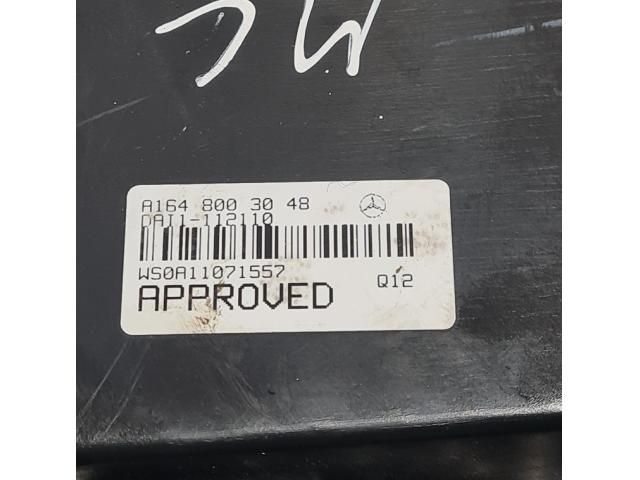 A164 800 30 48
DAI1-112110
WS0A11071557
Q12
APPROVED